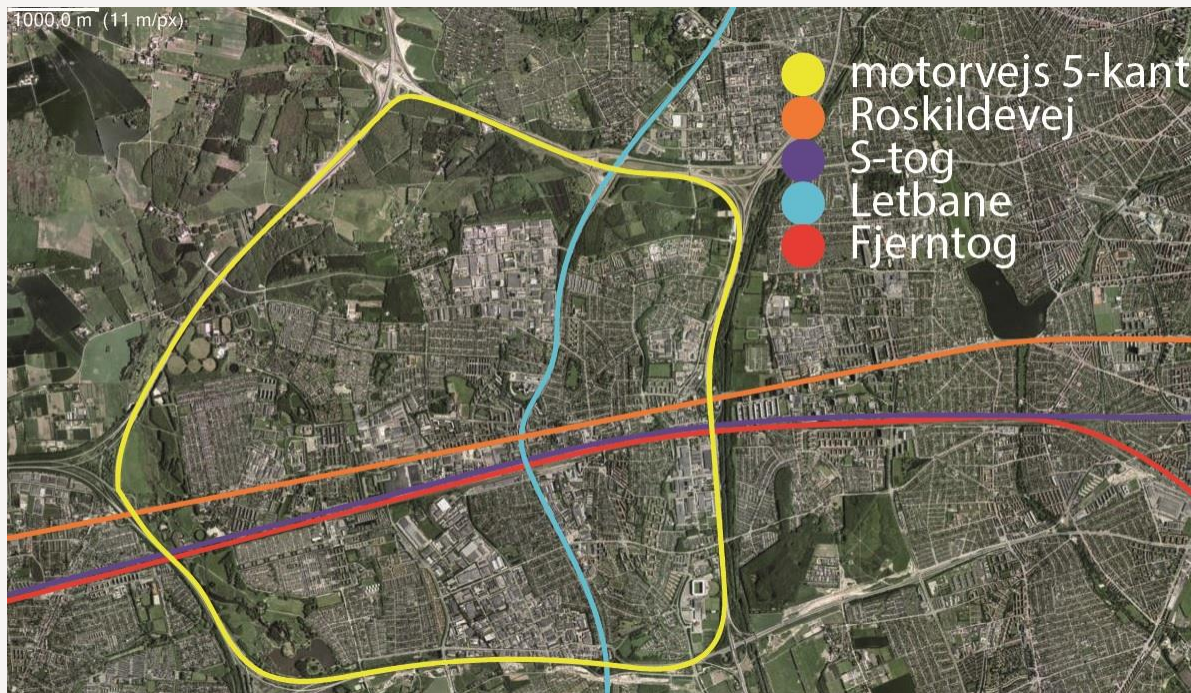 1000,0 m (11 m/px)
motorvejs 5-kant
Roskildevej
S-tog
Letbane
Fjerntog